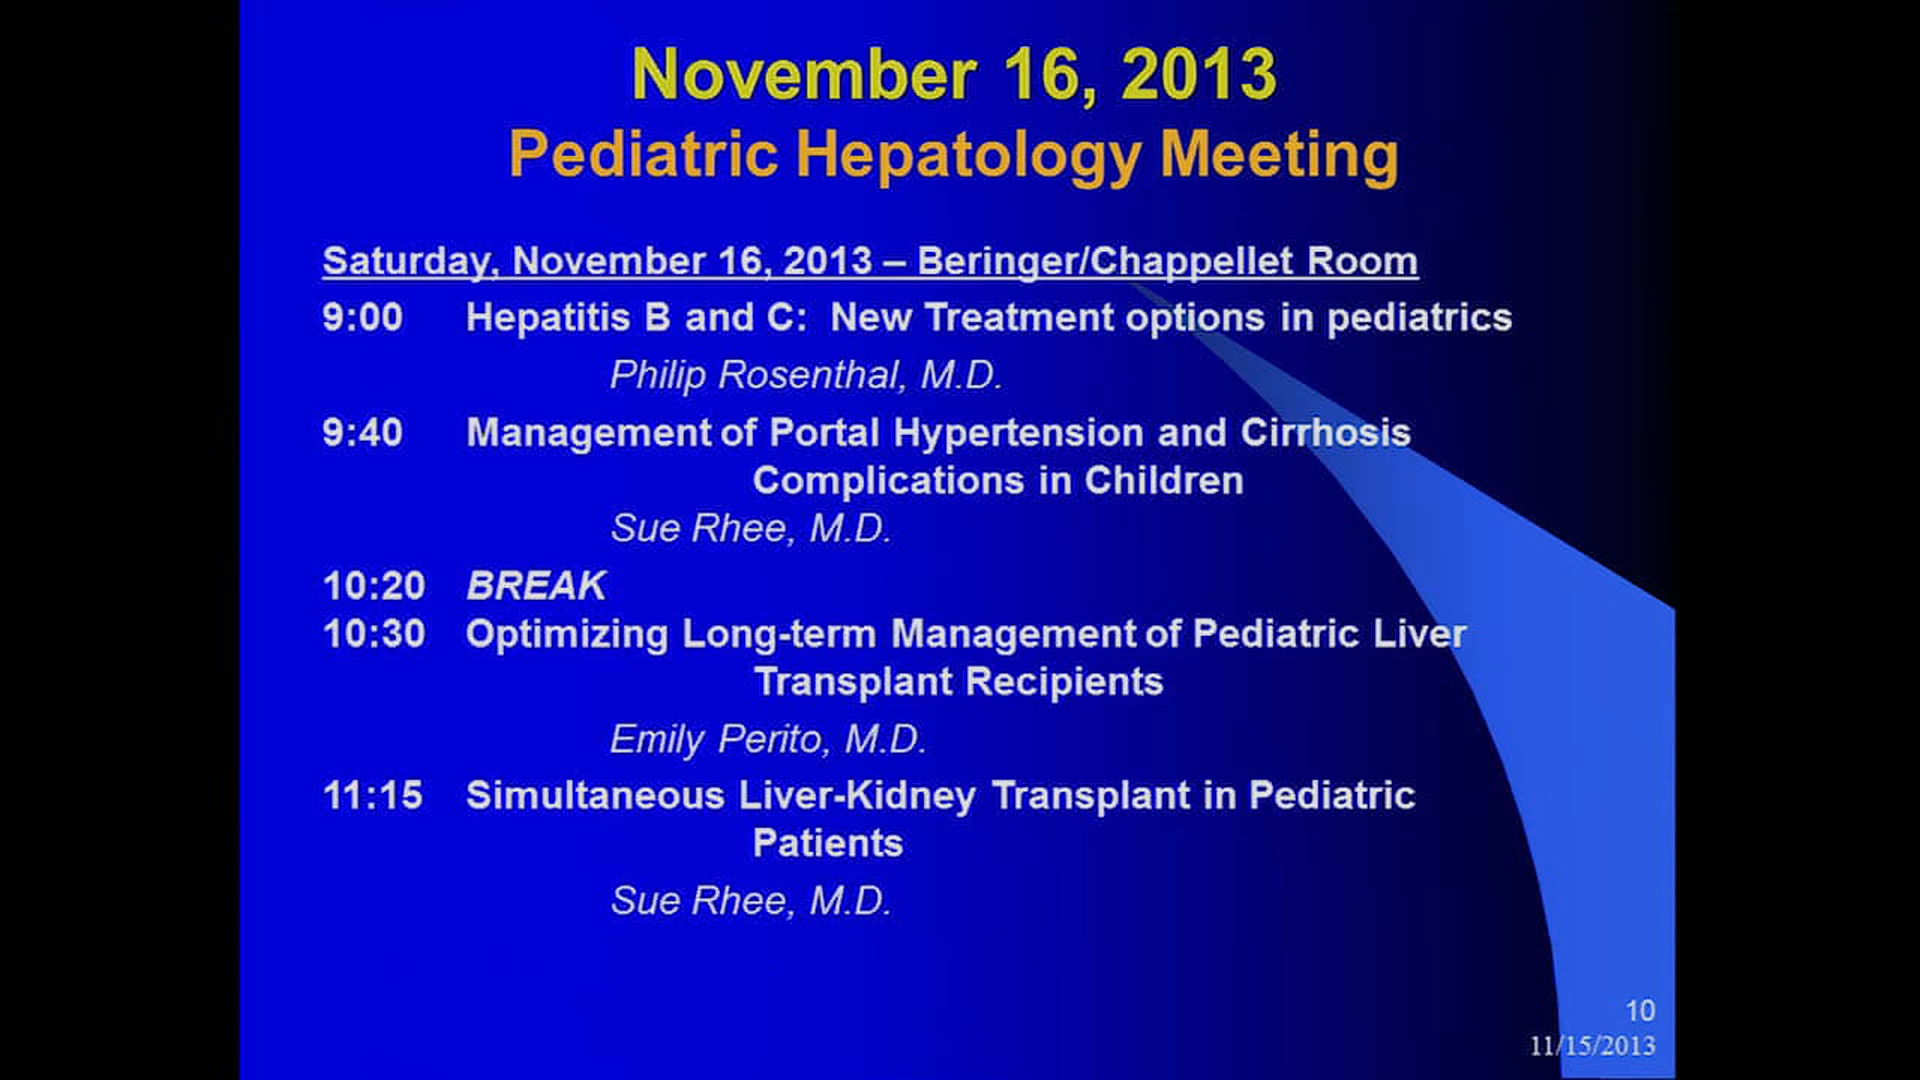 November 16, 2013
Pediatric Hepatology Meeting
Saturday, November 16, 2013 – Beringer/Chappellet Room
9:00 Hepatitis B and C: New Treatment options in pediatrics
Philip Rosenthal, M.D.
9:40 Management of Portal Hypertension and Cirrhosis
Complications in Children
Sue Rhee, M.D.
10:20 BREAK
10:30 Optimizing Long-term Management of Pediatric Liver
Transplant Recipients
Emily Perito, M.D.
11:15 Simultaneous Liver-Kidney Transplant in Pediatric
Patients
Sue Rhee, M.D.
10
11/15/2013